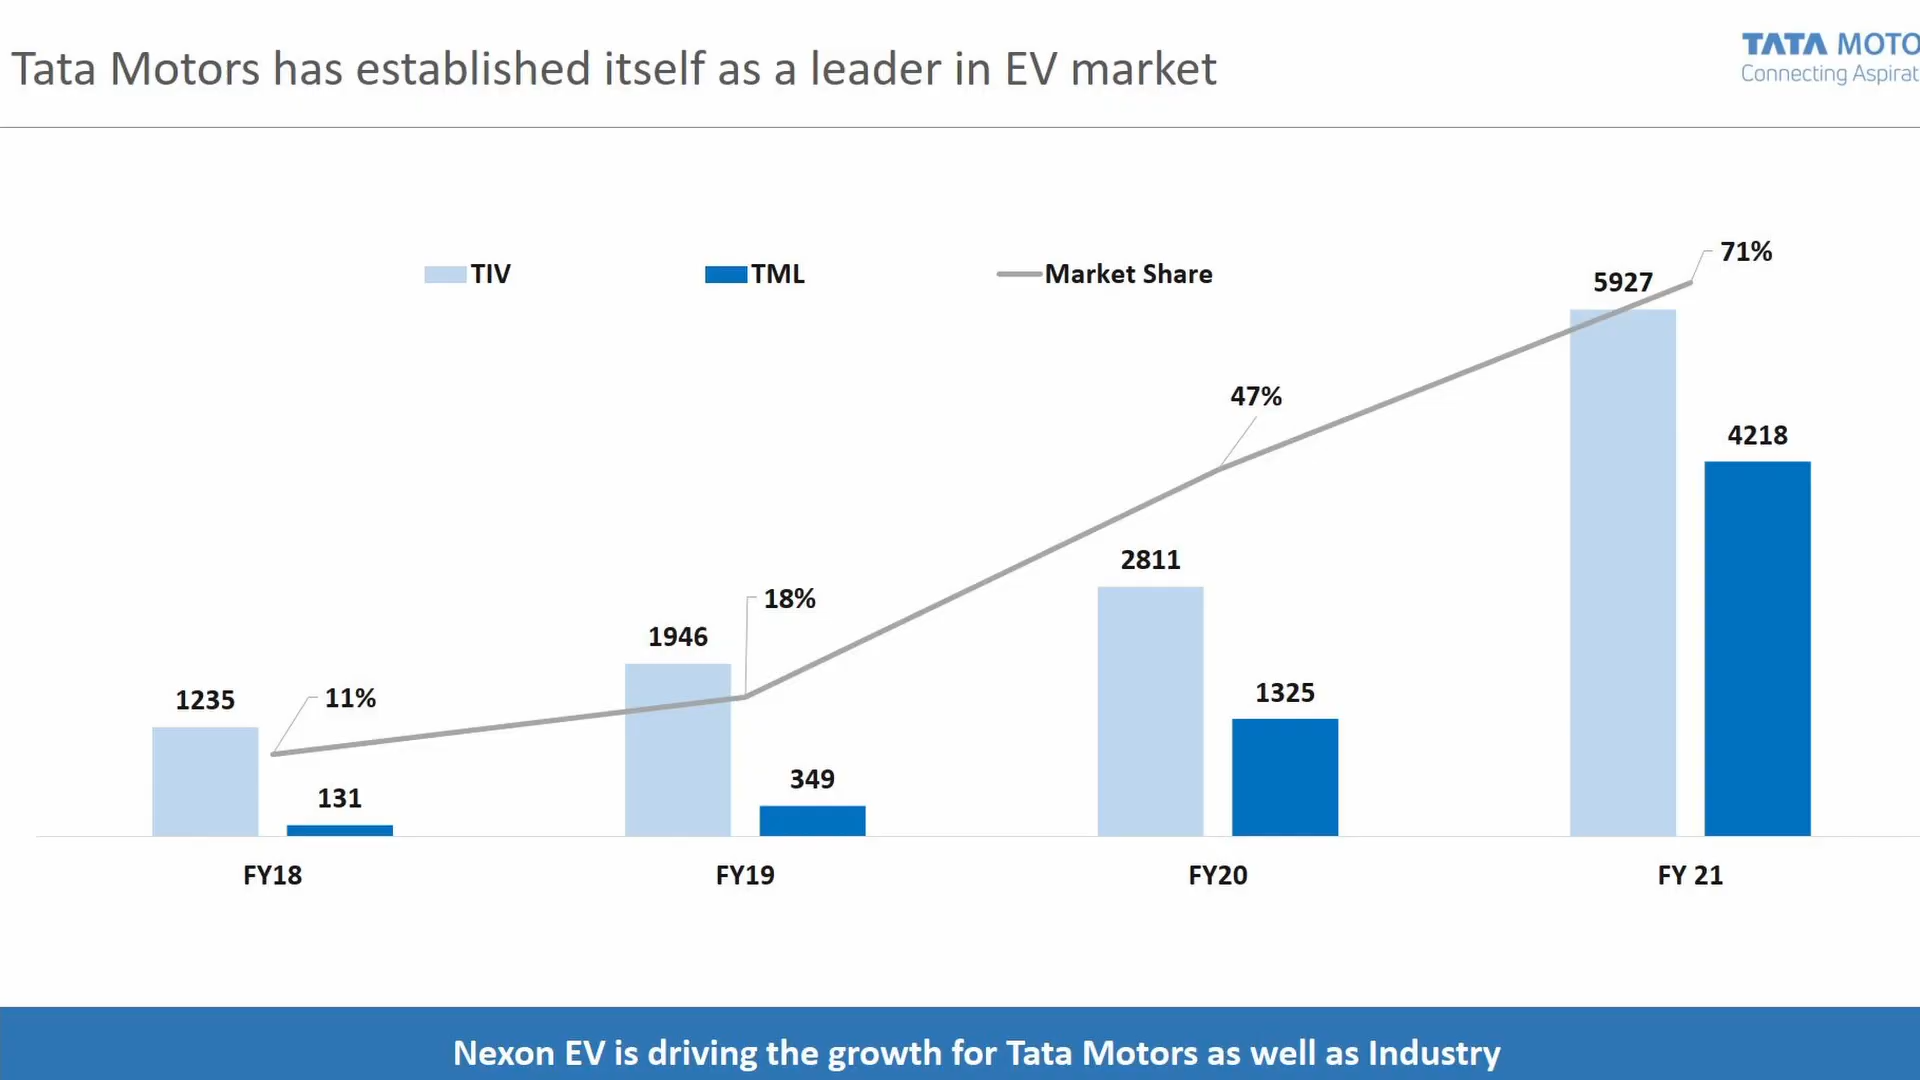 Tata Motors has established itself as a leader in EV market
TATA MOTO
Connecting Aspirat
TIV
TML
Market Share
71%
5927
4218
47%
2811
1325
18%
1946
349
11%
1235
131
FY18
FY19
FY20
FY 21
Nexon EV is driving the growth for Tata Motors as well as Industry